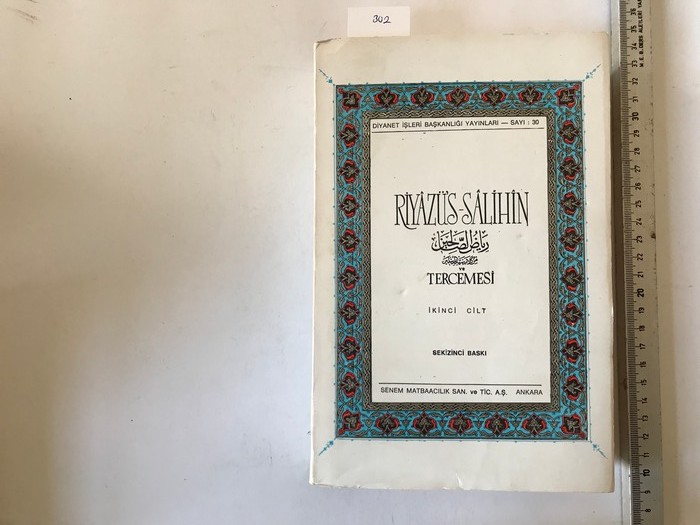 302
DİYANET İŞLERİ BAŞKANLIĞI YAYINLARI — SAYI : 30
RİYÂZÜ'S-SÂLİHÎN
رياض الصالحين
ve
TERCEMESİ
İKİNCİ CİLT
SEKİZİNCİ BASKI
SENEM MATBAACILIK SAN. ve TİC. A.Ş. ANKARA